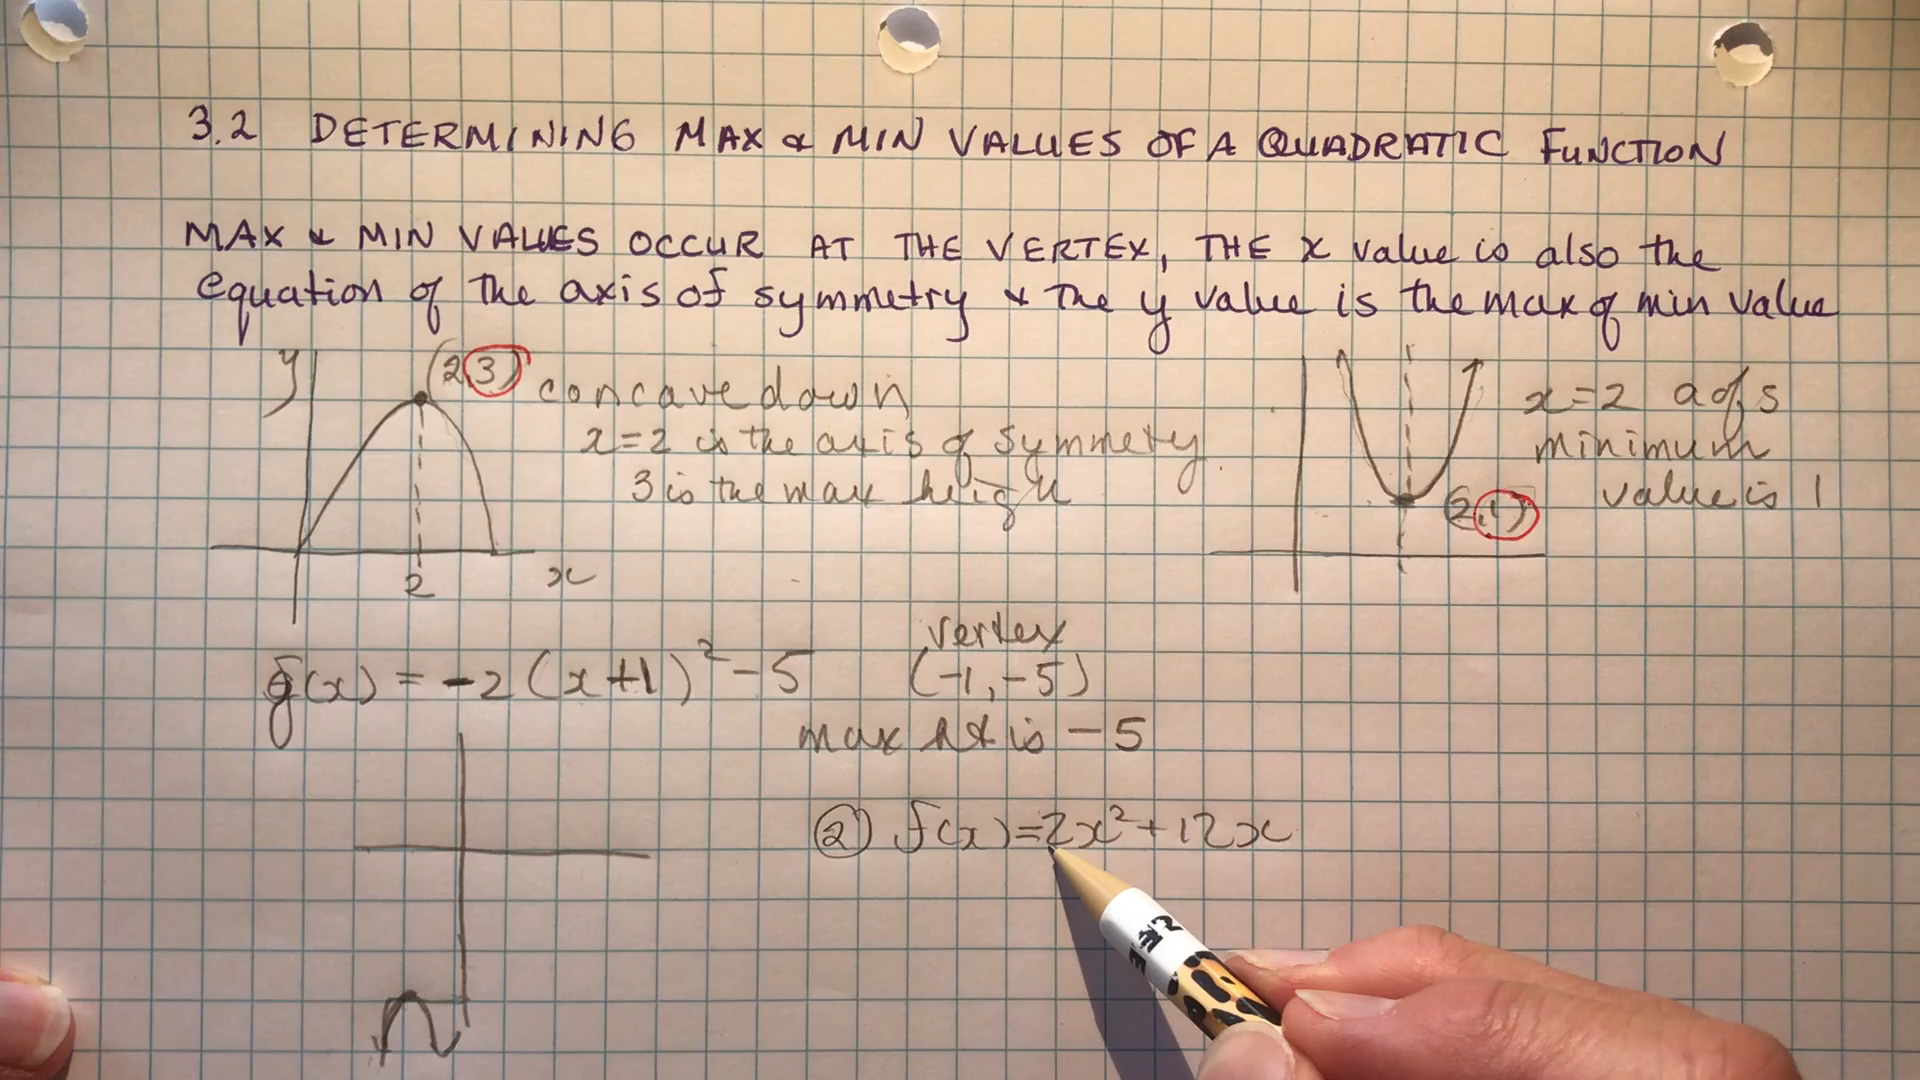 3.2 DETERMINING MAX & MIN VALUES OF A QUADRATIC FUNCTION
MAX & MIN VALUES OCCUR AT THE VERTEX, THE x value is also the
equation of the axis of symmetry & the y value is the max of min value
y
(2,3)
concave down
x=2 is the axis of symmetry
3 is the max heigh
2
x
x=2 a of s
minimum
value is 1
(2,1)
g(x) = -2(x+1)²-5
vertex
(-1,-5)
max ht is -5
② f(x)=2x²+12x